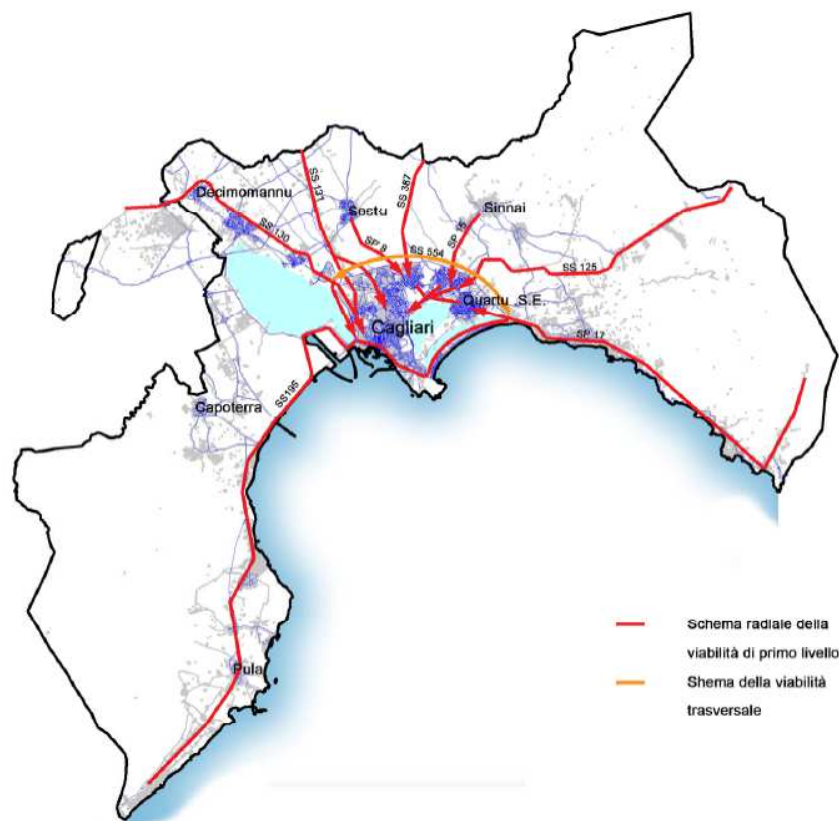 Decimomannu
SS 131
SS 387
Sestu
Sinnai
SP 15
SS 130
SP 8
SS 554
SS 125
Quartu S.E.
Cagliari
SP 17
SS195
Capoterra
Pula
Schema radiale della
viabilità di primo livello
Shema della viabilità
trasversale